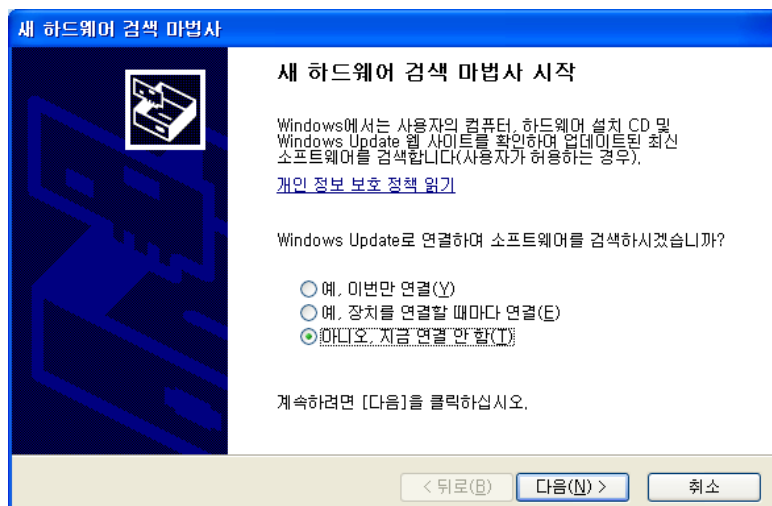 새 하드웨어 검색 마법사
새 하드웨어 검색 마법사 시작
Windows에서는 사용자의 컴퓨터, 하드웨어 설치 CD 및
Windows Update 웹 사이트를 확인하여 업데이트된 최신
소프트웨어를 검색합니다(사용자가 허용하는 경우).
개인 정보 보호 정책 읽기
Windows Update로 연결하여 소프트웨어를 검색하시겠습니까?
예, 이번만 연결(Y)
예, 장치를 연결할 때마다 연결(E)
아니오, 지금 연결 안 함(T)
계속하려면 [다음]을 클릭하십시오.
< 뒤로(B)
다음(N) >
취소